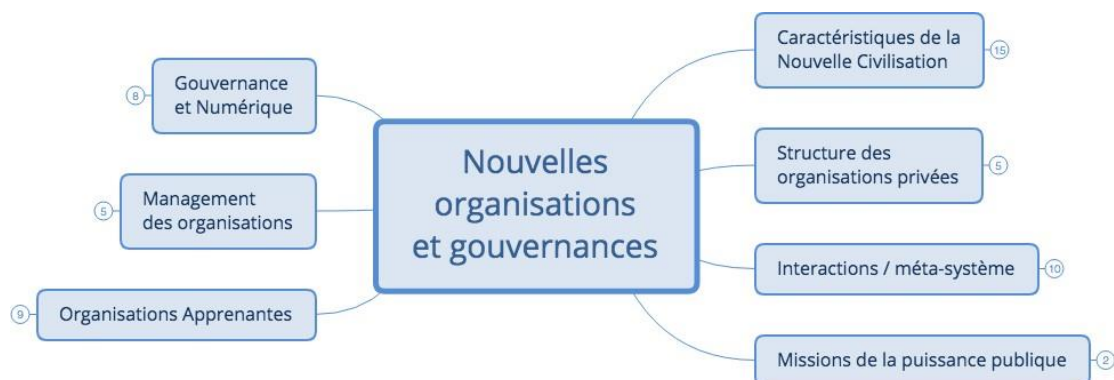 Nouvelles
organisations
et gouvernances
Caractéristiques de la
Nouvelle Civilisation
15
Structure des
organisations privées
5
Interactions / méta-système
10
Missions de la puissance publique
2
Gouvernance
et Numérique
8
Management
des organisations
5
Organisations Apprenantes
9